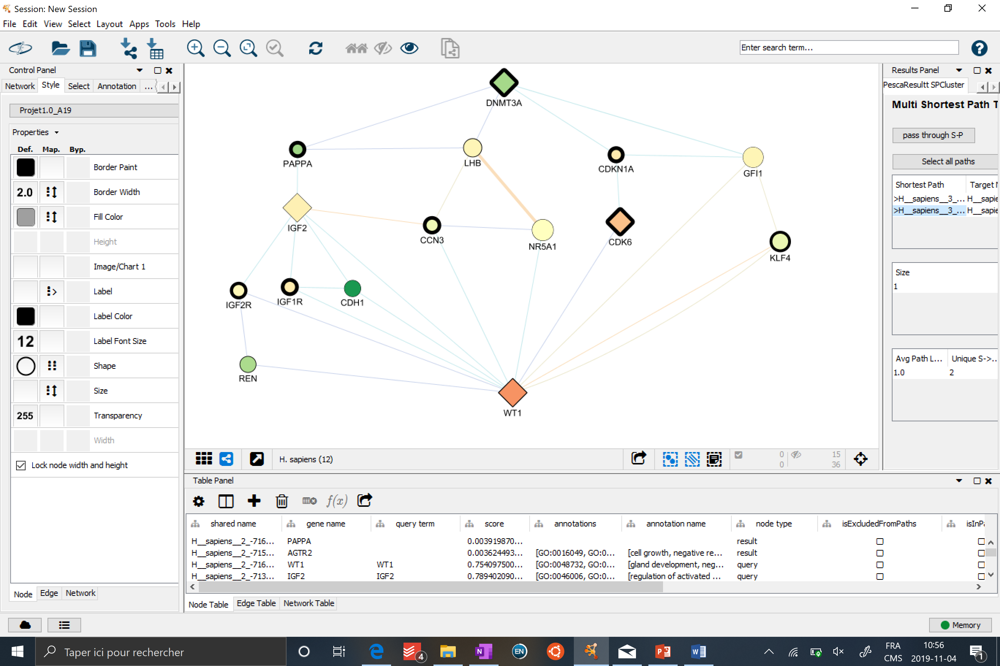 Session: New Session
File Edit View Select Layout Apps Tools Help
Enter search term...
?
Control Panel
Network Style Select Annotation ...
Projet1.0_A19
Properties
Def. Map. Byp.
Border Paint
2.0 Border Width
Fill Color
Height
Image/Chart 1
Label
Label Color
12 Label Font Size
Shape
Size
255 Transparency
Width
Lock node width and height
Node Edge Network
DNMT3A
PAPPA
LHB
CDKN1A
GFI1
IGF2
CCN3
NR5A1
CDK6
KLF4
IGF2R
IGF1R
CDH1
REN
WT1
H. sapiens (12)
0 15
0 36
Results Panel
PescaResultt SPCluster
Multi Shortest Path T
pass through S-P
Select all paths
Shortest Path Target N
>H__sapiens__3_... H__sapie
>H__sapiens__3_... H__sapie
Size
1
Avg Path L... Unique S->..
1.0 2
Table Panel
f(x)
shared name gene name query term score annotations annotation name node type isExcludedFromPaths isInPa
H__sapiens__2_-716... PAPPA 0.003919870... result
H__sapiens__2_-715... AGTR2 0.003624493... [GO:0016049, GO:0... [cell growth, negative re... result
H__sapiens__2_-716... WT1 WT1 0.754097500... [GO:0048732, GO:0... [gland development, neg... query
H__sapiens__2_-713... IGF2 IGF2 0.789402090... [GO:0046006, GO:0... [regulation of activated ... query
Node Table Edge Table Network Table
Memory
Taper ici pour rechercher
4
N
EN
P
W
FRA
CMS
10:56
2019-11-04
1